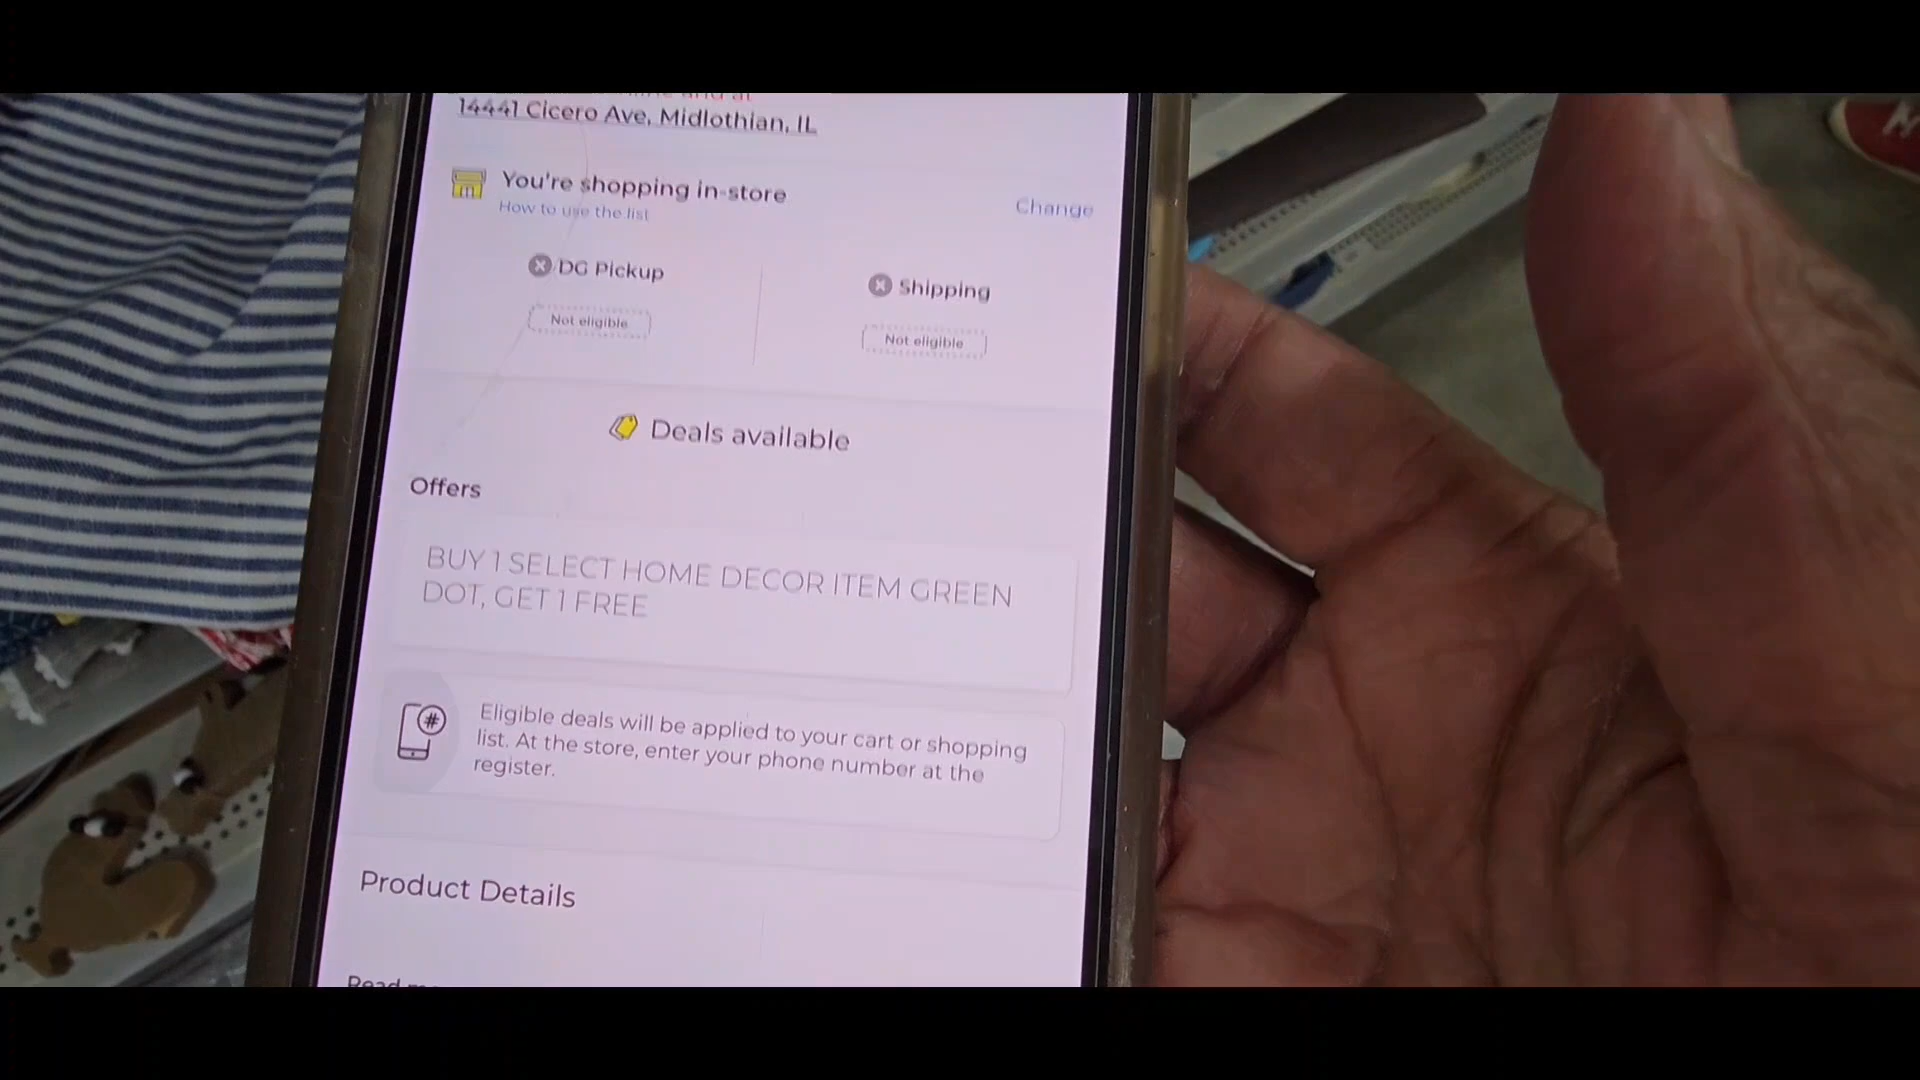 14441 Cicero Ave, Midlothian, IL
You're shopping in-store
How to use the list
Change
DG Pickup
Shipping
Not eligible
Not eligible
Deals available
Offers
BUY 1 SELECT HOME DECOR ITEM GREEN
DOT, GET 1 FREE
#
Eligible deals will be applied to your cart or shopping
list. At the store, enter your phone number at the
register.
Product Details